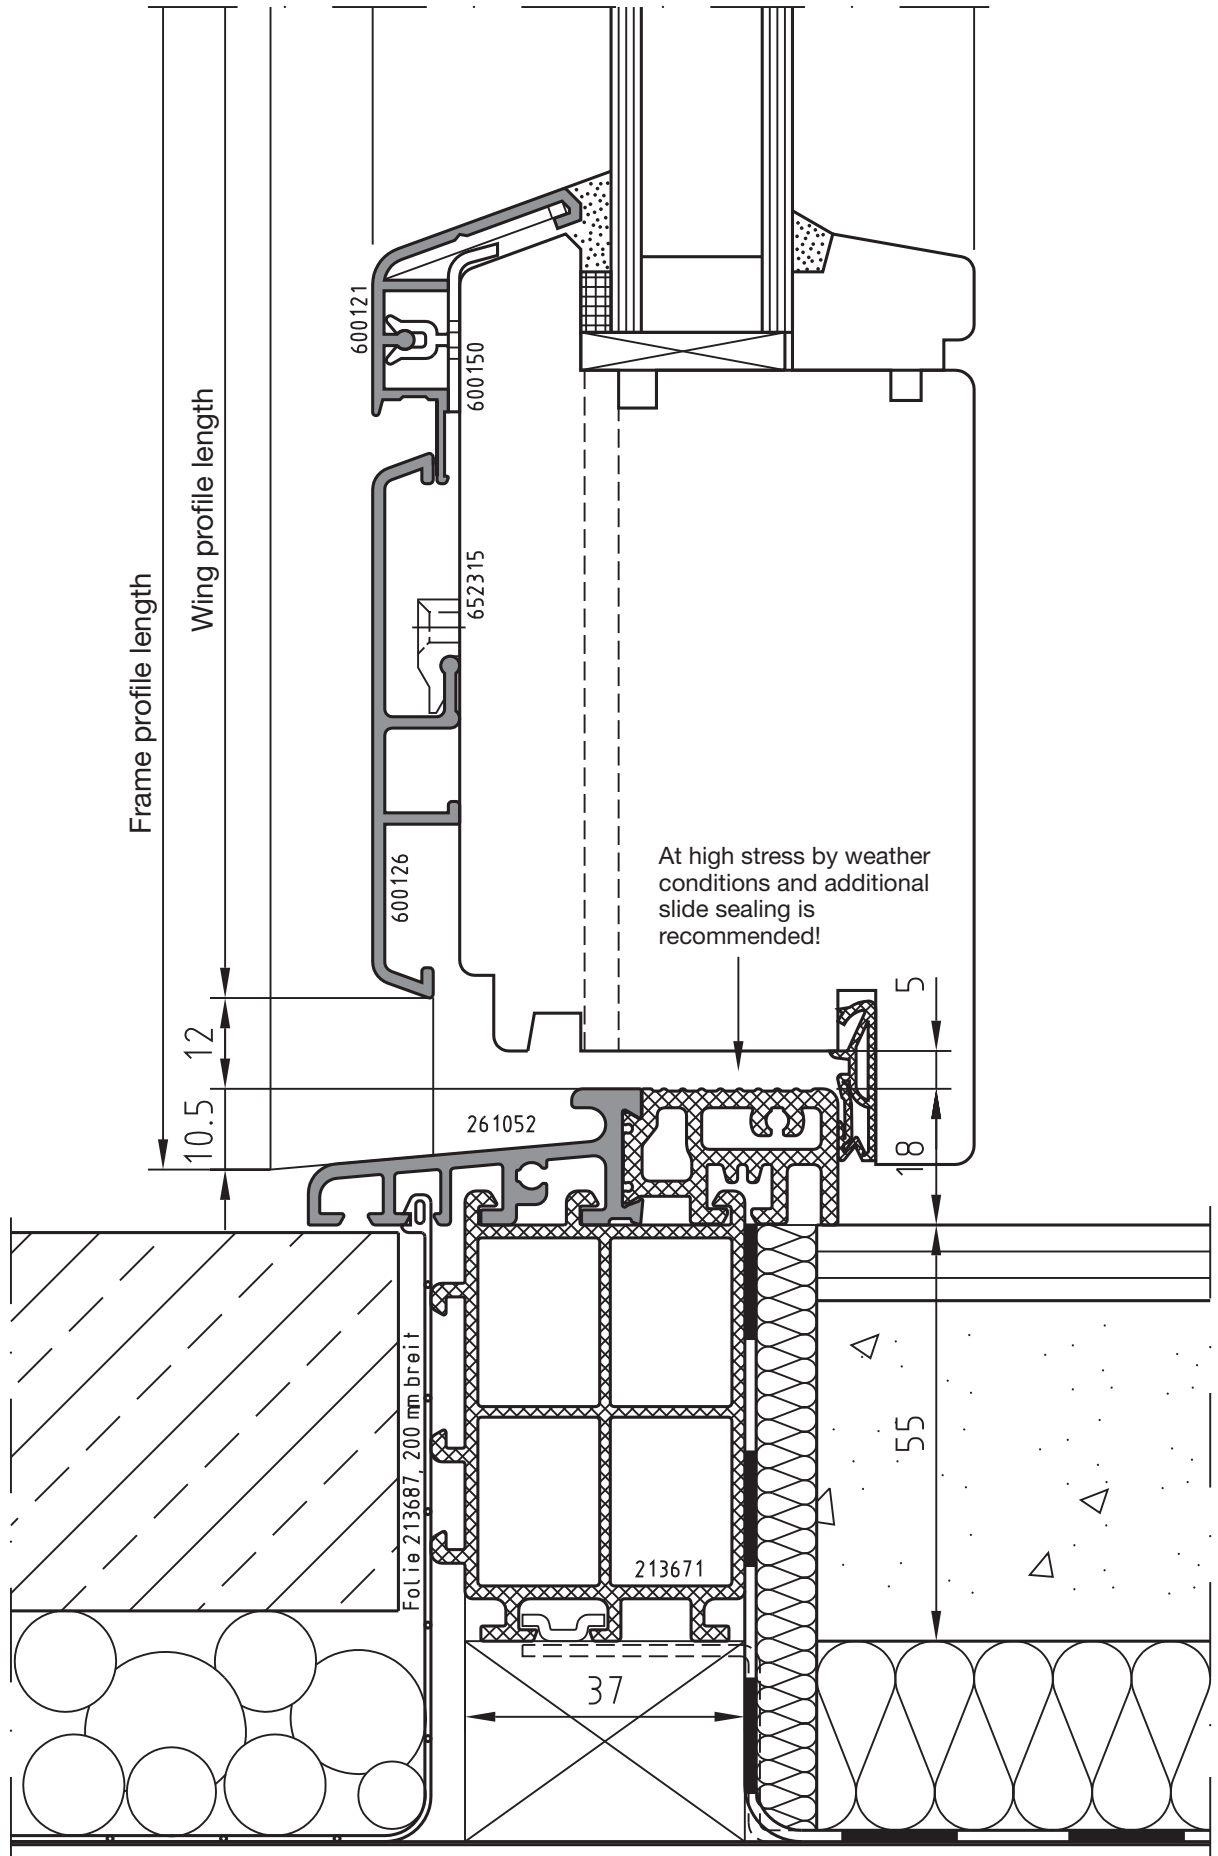 600121
600150
Wing profile length
Frame profile length
652315
600126
At high stress by weather
conditions and additional
slide sealing is
recommended!
5
12
10.5
261052
18
Folie 213687, 200 mm breit
55
213671
37